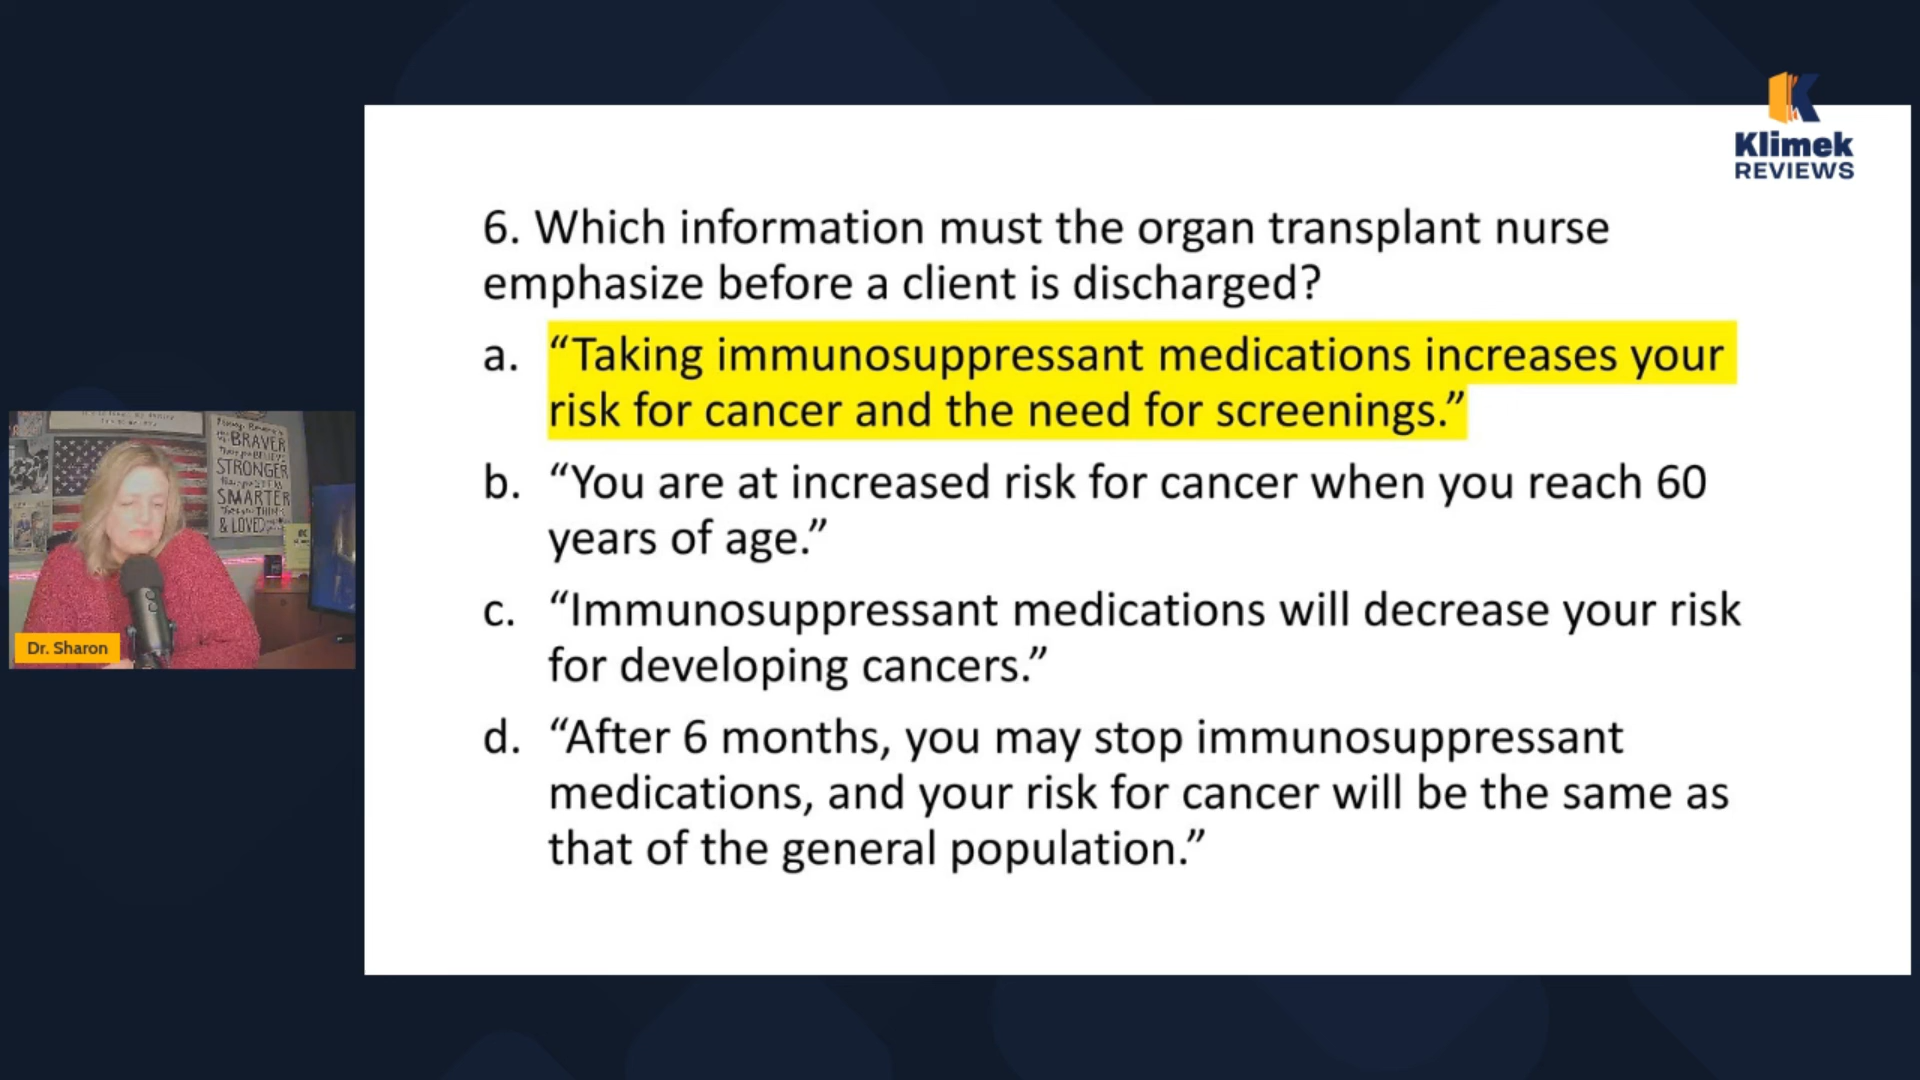 Klimek
REVIEWS
6. Which information must the organ transplant nurse
emphasize before a client is discharged?
a. “Taking immunosuppressant medications increases your
risk for cancer and the need for screenings.”
b. “You are at increased risk for cancer when you reach 60
years of age.”
c. “Immunosuppressant medications will decrease your risk
for developing cancers.”
d. “After 6 months, you may stop immunosuppressant
medications, and your risk for cancer will be the same as
that of the general population.”
BRAVER
STRONGER
SMARTER
& LOVED
Dr. Sharon